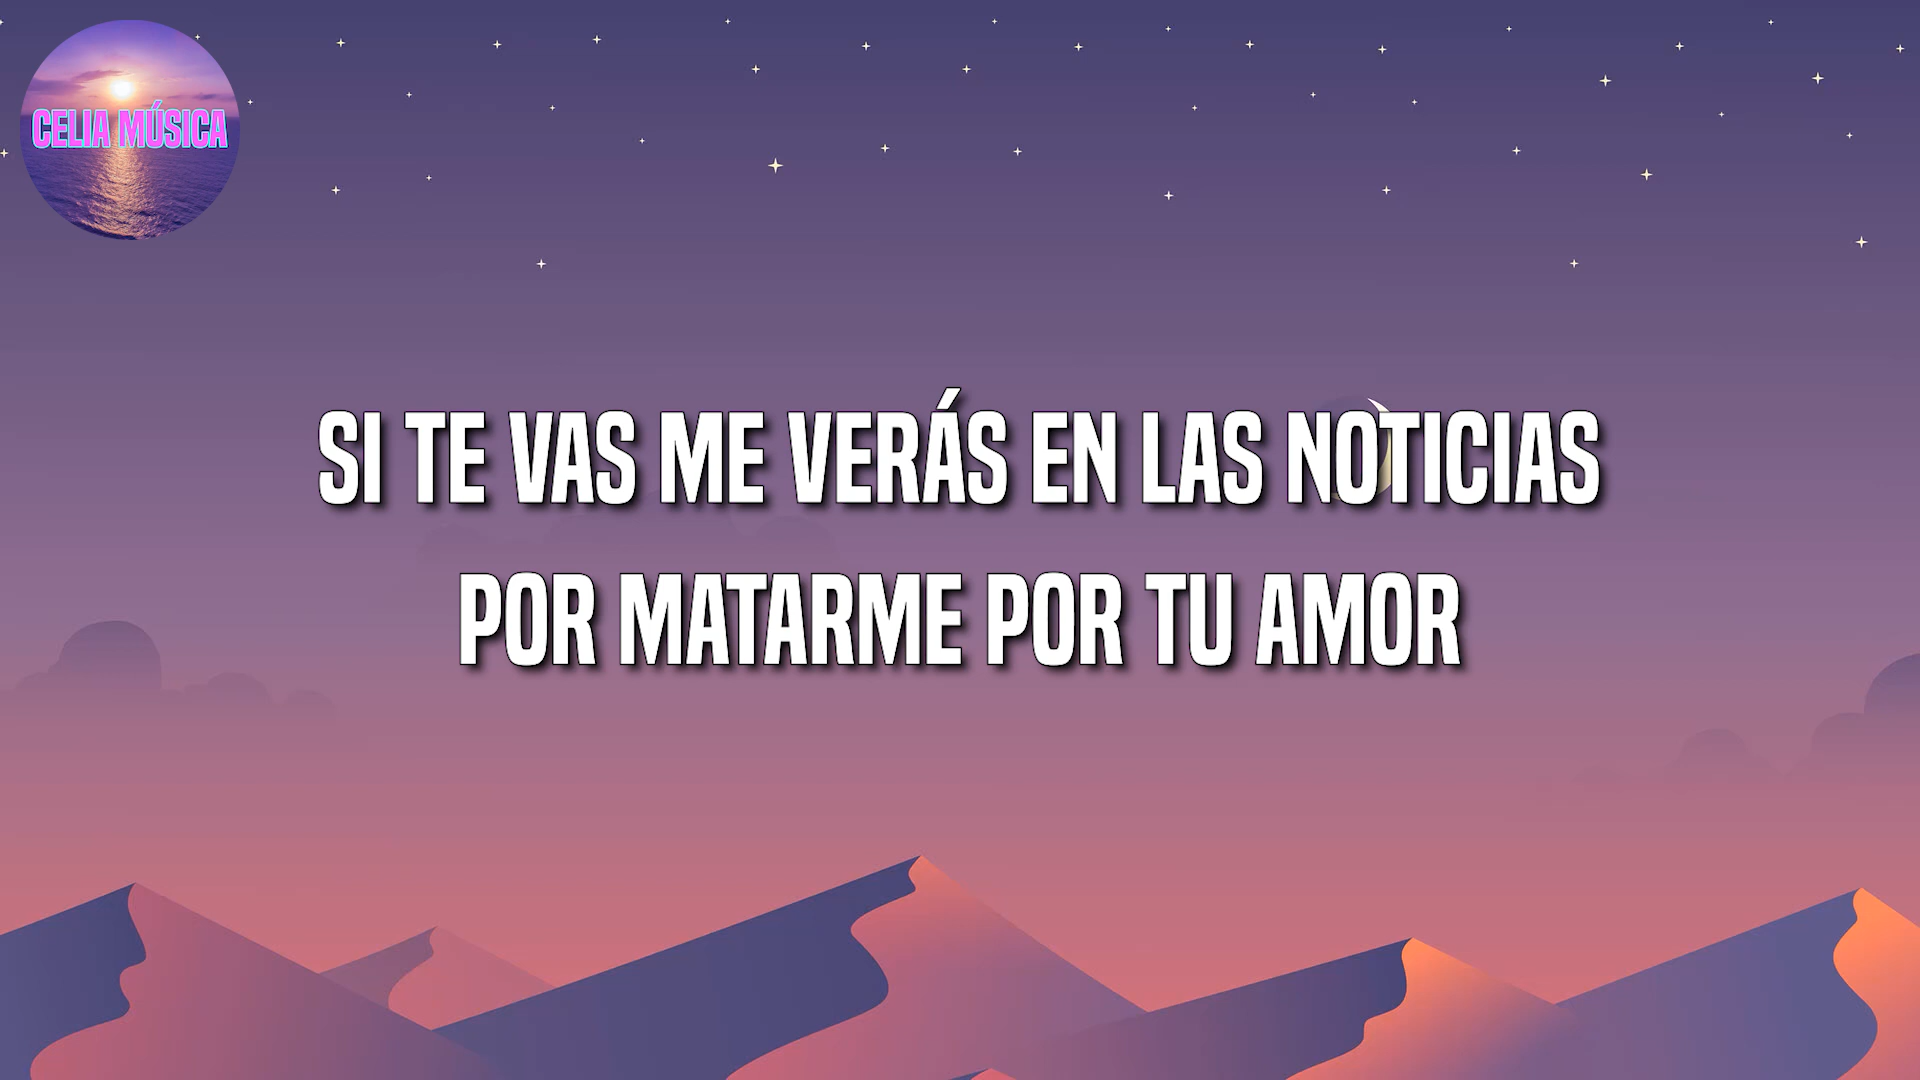 CELIA MÚSICA
SI TE VAS ME VERÁS EN LAS NOTICIAS
POR MATARME POR TU AMOR